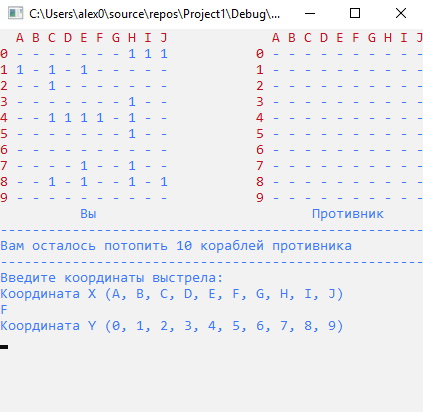 C:\Users\alex0\source\repos\Project1\Debug\...
A B C D E F G H I J A B C D E F G H I J
0 - - - - - - - 1 1 1 0 - - - - - - - - - -
1 1 - 1 - 1 - - - - - 1 - - - - - - - - - -
2 - - 1 - - - - - - - 2 - - - - - - - - - -
3 - - - - - - - 1 - - 3 - - - - - - - - - -
4 - - 1 1 1 1 - 1 - - 4 - - - - - - - - - -
5 - - - - - - - 1 - - 5 - - - - - - - - - -
6 - - - - - - - - - - 6 - - - - - - - - - -
7 - - - - 1 - - 1 - - 7 - - - - - - - - - -
8 - - 1 - 1 - - 1 - 1 8 - - - - - - - - - -
9 - - - - - - - - - - 9 - - - - - - - - - -
Вы Противник
-----------------------------------------------------
Вам осталось потопить 10 кораблей противника
-----------------------------------------------------
Введите координаты выстрела:
Координата X (A, B, C, D, E, F, G, H, I, J)
F
Координата Y (0, 1, 2, 3, 4, 5, 6, 7, 8, 9)